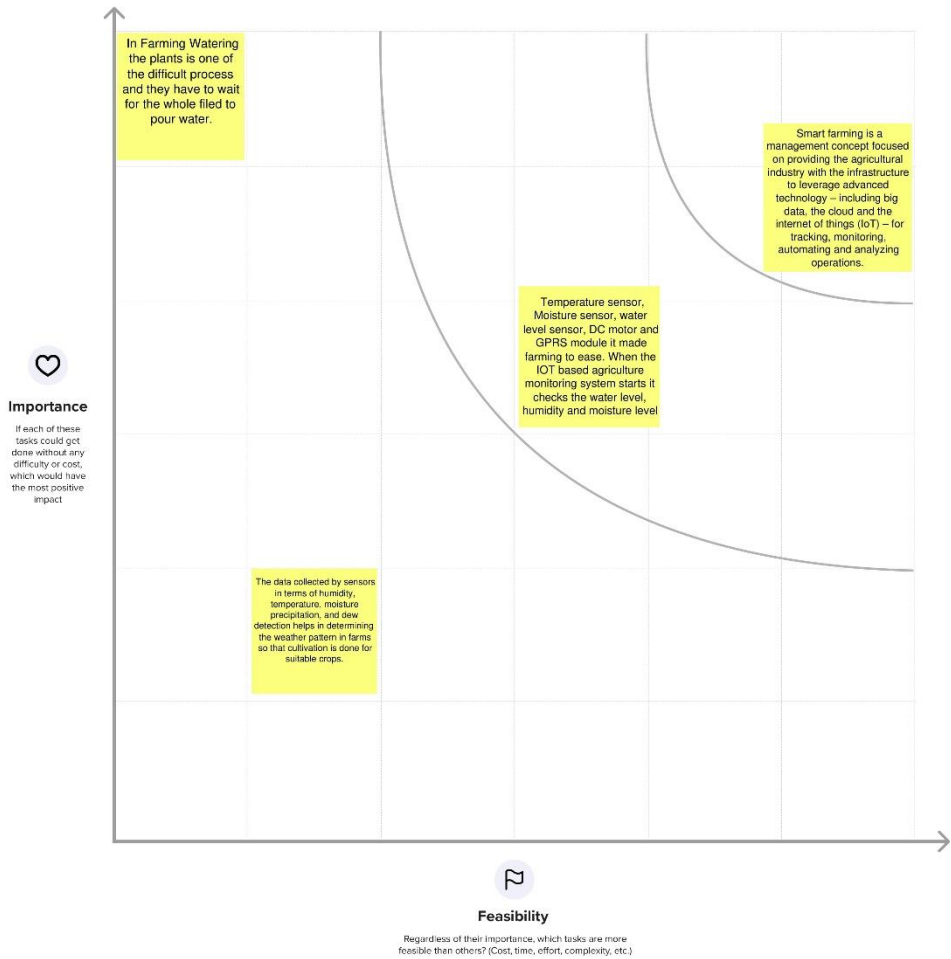 In Farming Watering
the plants is one of
the difficult process
and they have to wait
for the whole filed to
pour water.
Smart farming is a
management concept focused
on providing the agricultural
industry with the infrastructure
to leverage advanced
technology – including big
data, the cloud and the
internet of things (IoT) – for
tracking, monitoring,
automating and analyzing
operations.
Temperature sensor,
Moisture sensor, water
level sensor, DC motor and
GPRS module it made
farming to ease. When the
IOT based agriculture
monitoring system starts it
checks the water level,
humidity and moisture level
Importance
If each of these
tasks could get
done without any
difficulty or cost,
which would have
the most positive
impact
The data collected by sensors
in terms of humidity,
temperature, moisture
precipitation, and dew
detection helps in determining
the weather pattern in farms
so that cultivation is done for
suitable crops.
Feasibility
Regardless of their importance, which tasks are more
feasible than others? (Cost, time, effort, complexity, etc.)